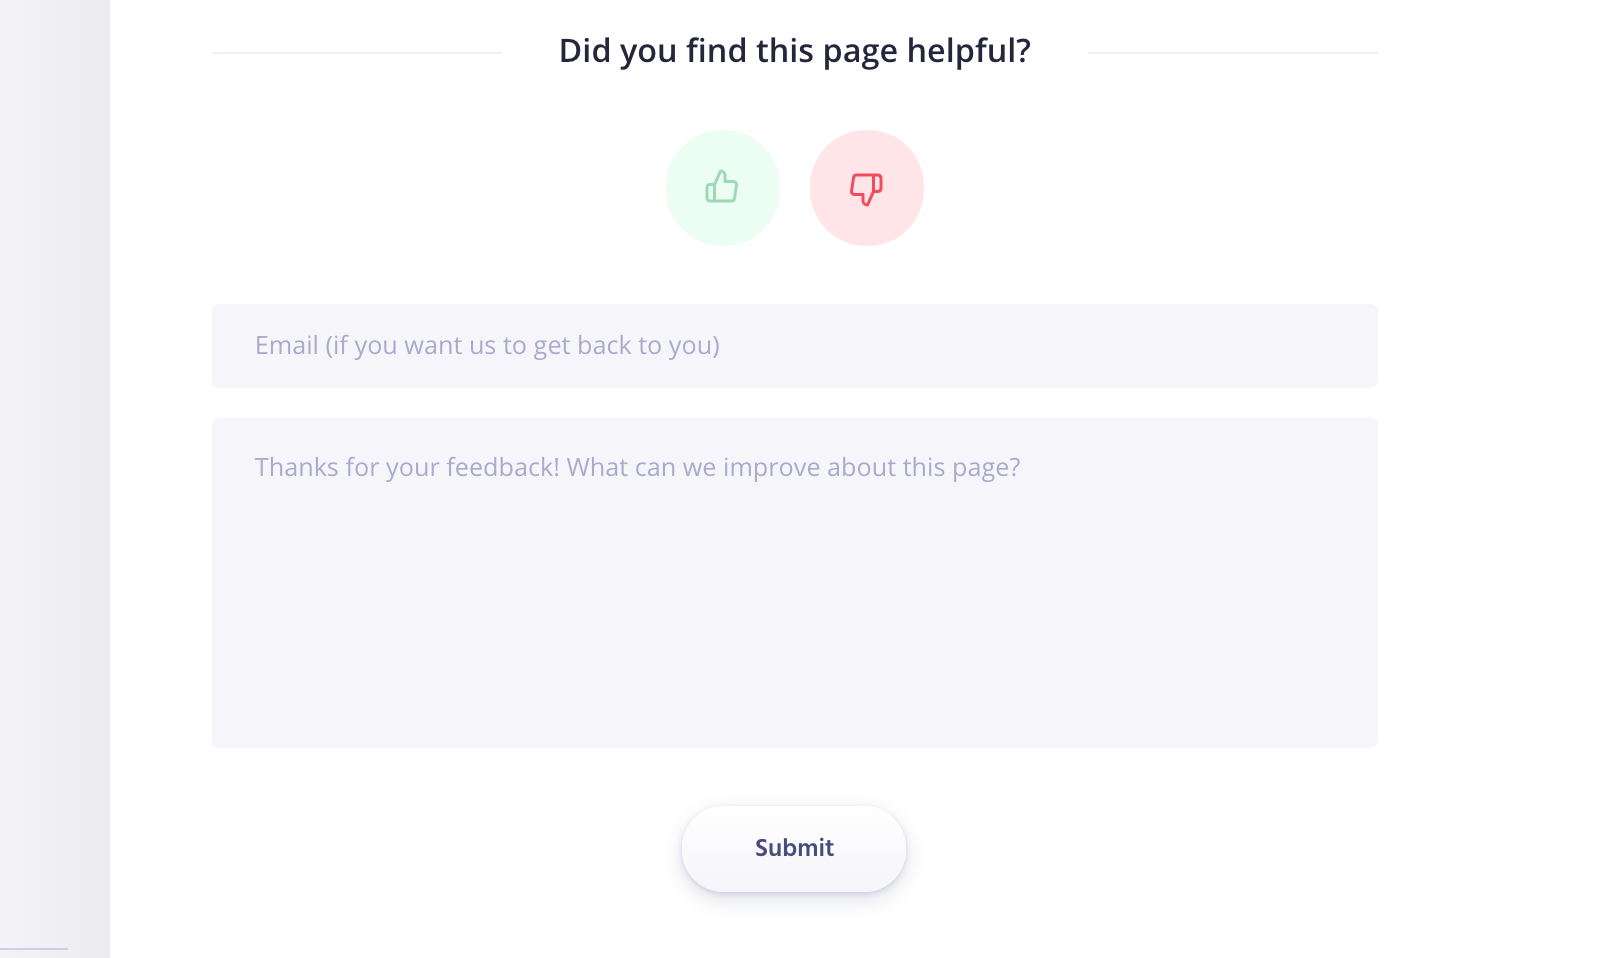 Did you find this page helpful?
Email (if you want us to get back to you)
Thanks for your feedback! What can we improve about this page?
Submit